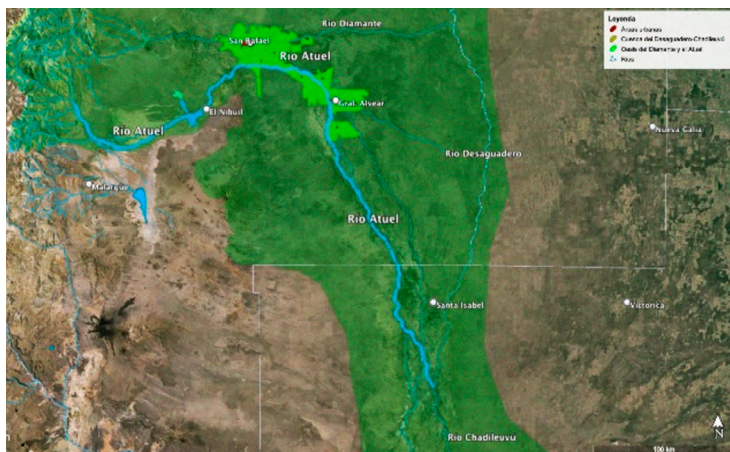 Río Diamante
San Rafael
Río Atuel
Leyenda
Áreas urbanas
Cuenca del Desaguadero-Chadileuvú
Oasis del Diamante y el Atuel
Ríos
El Nihuil
Gral. Alvear
Río Atuel
Nueva Galia
Río Desaguadero
Malargüe
Río Atuel
Santa Isabel
Victorica
Río Chadileuvu
N
100 km